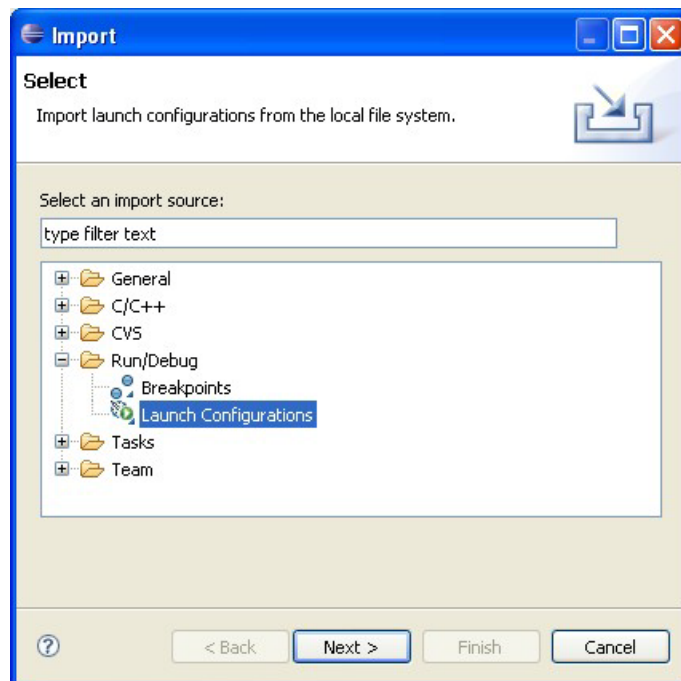 Import
Select
Import launch configurations from the local file system.
Select an import source:
type filter text
General
C/C++
CVS
Run/Debug
Breakpoints
Launch Configurations
Tasks
Team
< Back Next > Finish Cancel